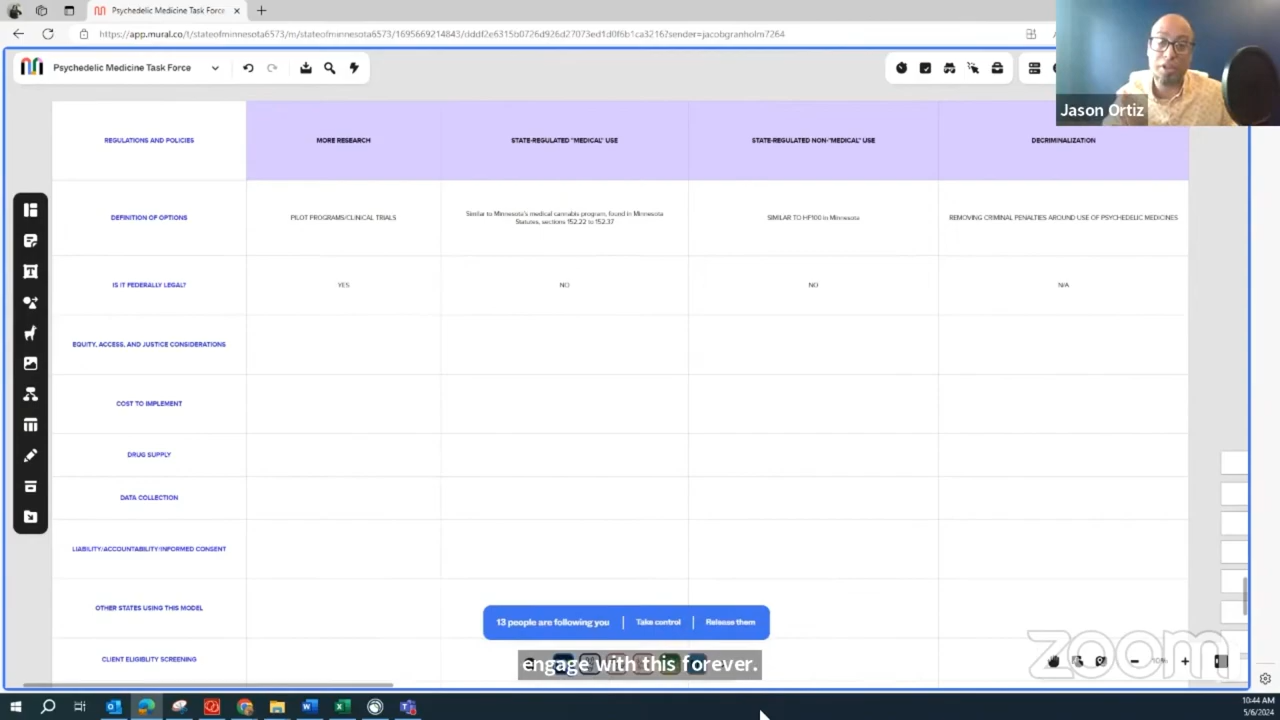 Psychedelic Medicine Task Force
https://app.mural.co/t/stateofminnesota6573/m/stateofminnesota6573/1695669214843/dddf2e6315b0726d926d27073ed1d0f6b1ca3216?sender=jacobgranholm7264
Psychedelic Medicine Task Force
Jason Ortiz
REGULATIONS AND POLICIES
MORE RESEARCH
STATE-REGULATED "MEDICAL" USE
STATE-REGULATED NON-"MEDICAL" USE
DECRIMINALIZATION
DEFINITION OF OPTIONS
PILOT PROGRAMS/CLINICAL TRIALS
Similar to Minnesota's medical cannabis program, found in Minnesota
Statutes, sections 152.22 to 152.37
SIMILAR TO HF100 in Minnesota
REMOVING CRIMINAL PENALTIES AROUND USE OF PSYCHEDELIC MEDICINES
IS IT FEDERALLY LEGAL?
YES
NO
NO
N/A
EQUITY, ACCESS, AND JUSTICE CONSIDERATIONS
COST TO IMPLEMENT
DRUG SUPPLY
DATA COLLECTION
LIABILITY/ACCOUNTABILITY/INFORMED CONSENT
OTHER STATES USING THIS MODEL
13 people are following you
Take control
Release them
CLIENT ELIGIBLITY SCREENING
engage with this forever.
zoom
10%
10:44 AM
5/6/2024